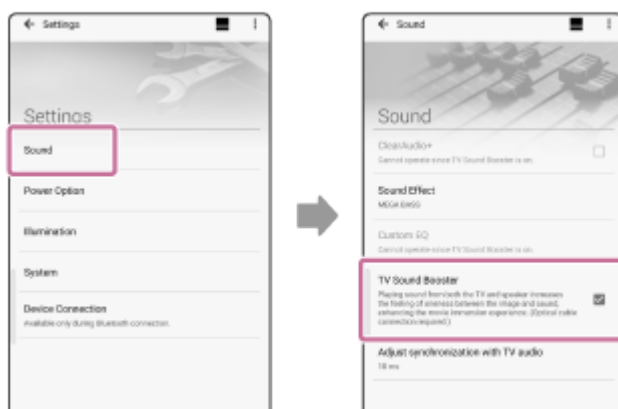 Settings
Settings
Sound
Power Option
Illumination
System
Device Connection
Available only during Bluetooth connection.
Sound
Sound
ClearAudio+
Cannot operate since TV Sound Booster is on.
Sound Effect
MEGA BASS
Custom EQ
Cannot operate since TV Sound Booster is on.
TV Sound Booster
Playing sound from both the TV and speaker increases
the feeling of oneness between the image and sound,
enhancing the movie immersion experience. (Optical cable
connection required.)
Adjust synchronization with TV audio
10 ms